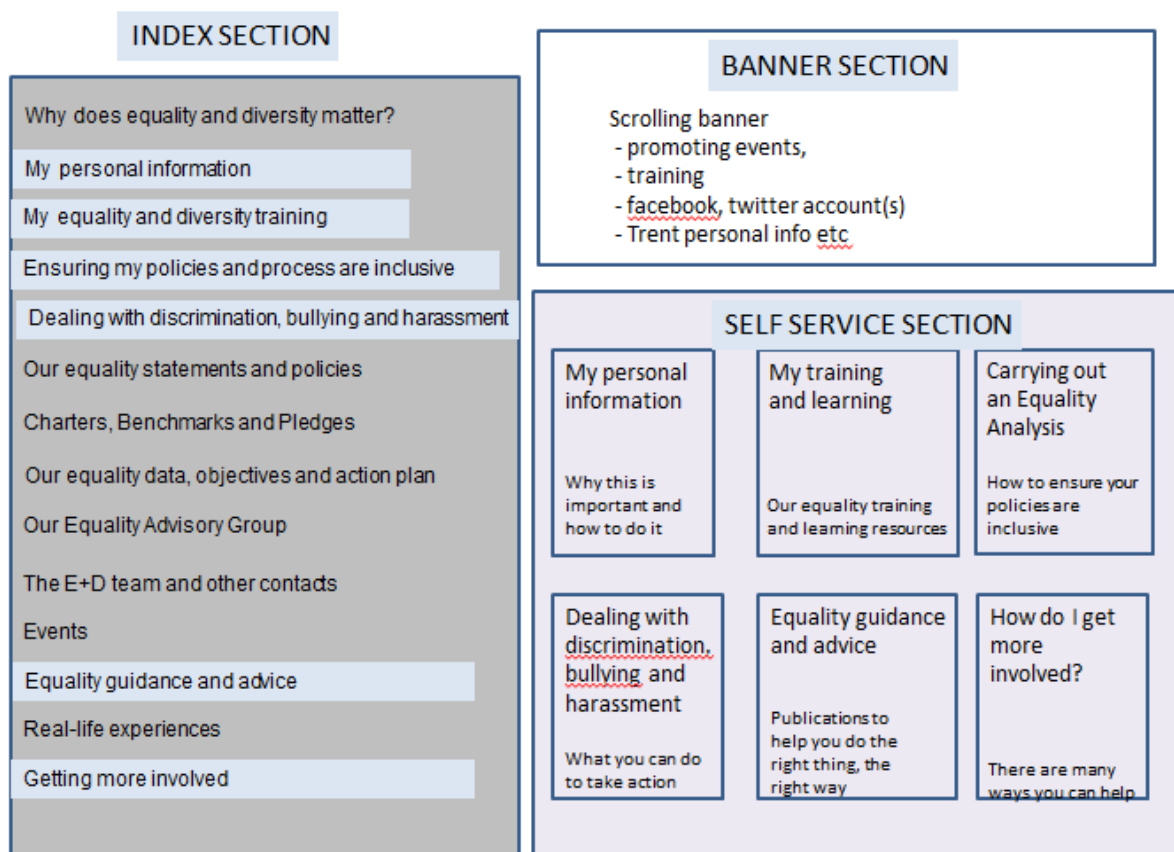 INDEX SECTION
Why does equality and diversity matter?
My personal information
My equality and diversity training
Ensuring my policies and process are inclusive
Dealing with discrimination, bullying and harassment
Our equality statements and policies
Charters, Benchmarks and Pledges
Our equality data, objectives and action plan
Our Equality Advisory Group
The E+D team and other contacts
Events
Equality guidance and advice
Real-life experiences
Getting more involved
BANNER SECTION
Scrolling banner
- promoting events,
- training
- facebook, twitter account(s)
- Trent personal info etc
SELF SERVICE SECTION
My personal
information
Why this is
important and
how to do it
My training
and learning
Our equality training
and learning resources
Carrying out
an Equality
Analysis
How to ensure your
policies are
inclusive
Dealing with
discrimination,
bullying and
harassment
What you can do
to take action
Equality guidance
and advice
Publications to
help you do the
right thing, the
right way
How do I get
more
involved?
There are many
ways you can help